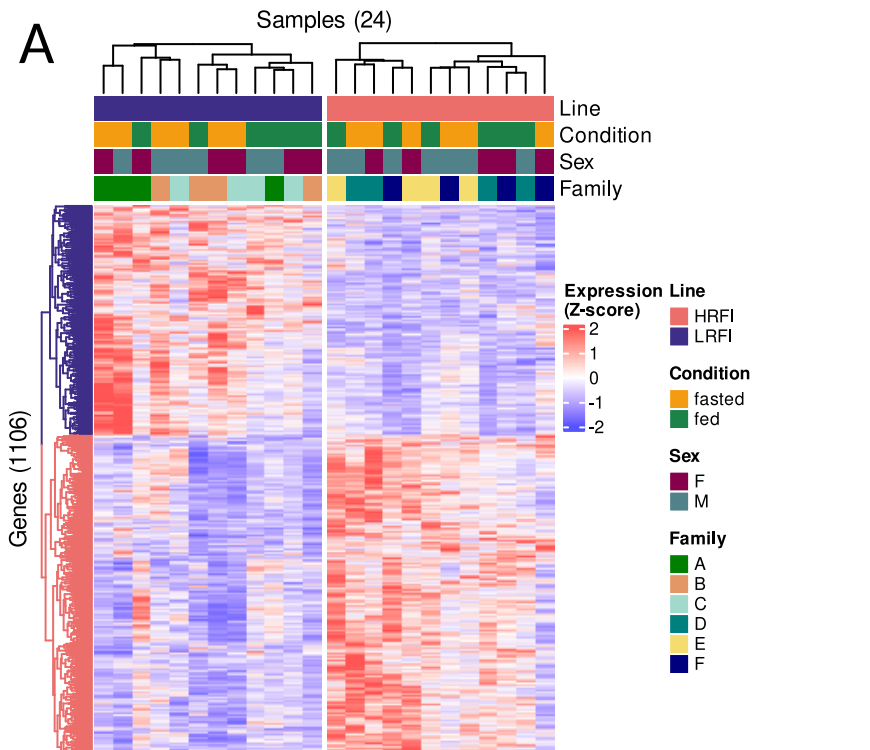 A
Samples (24)
Line
Condition
Sex
Family
Genes (1106)
Expression
(Z-score)
2
1
0
-1
-2
Line
HRFI
LRFI
Condition
fasted
fed
Sex
F
M
Family
A
B
C
D
E
F